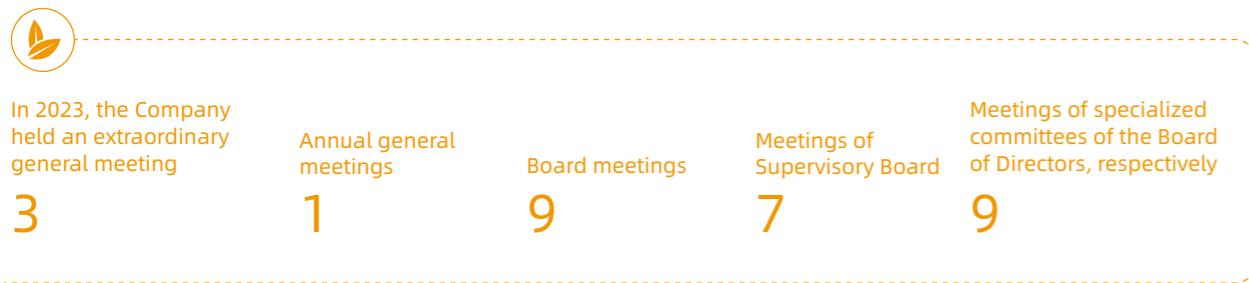 In 2023, the Company
held an extraordinary
general meeting
3
Annual general
meetings
1
Board meetings
9
Meetings of
Supervisory Board
7
Meetings of specialized
committees of the Board
of Directors, respectively
9